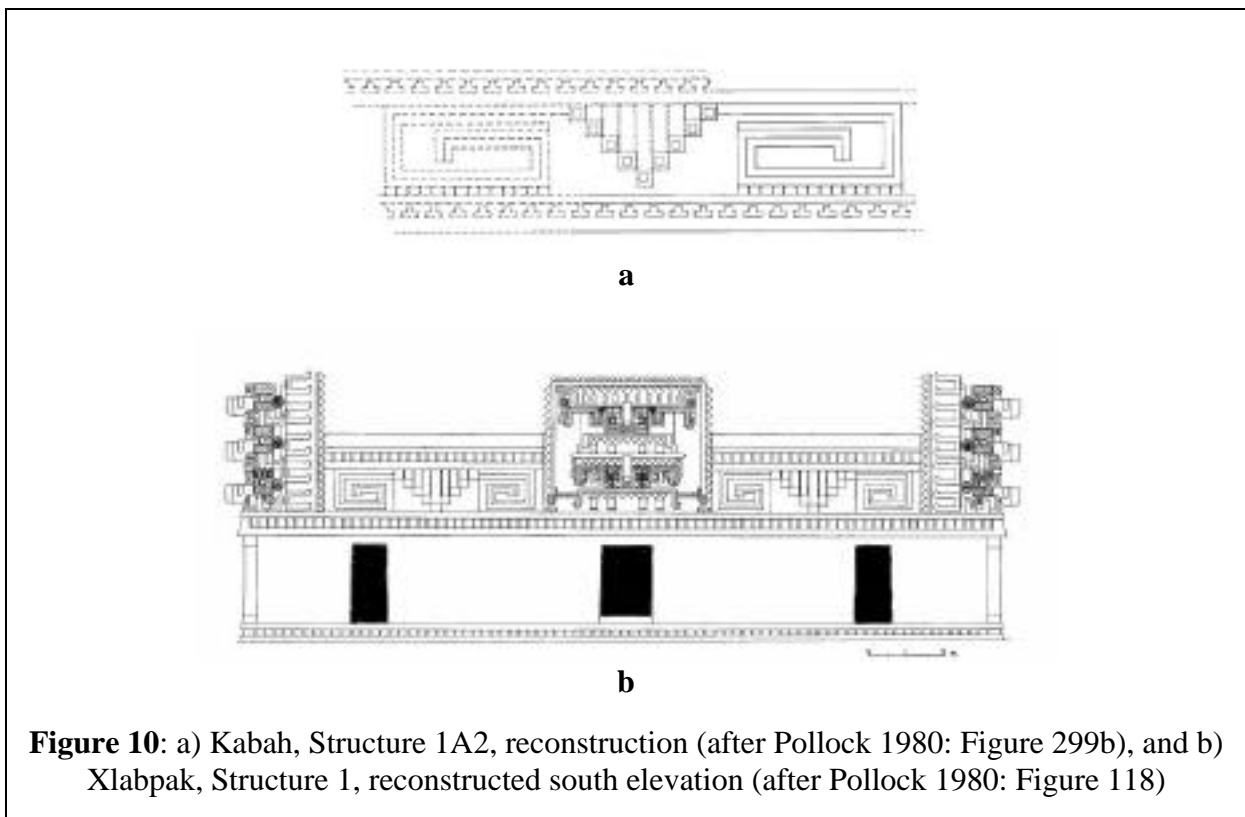 a
b
Figure 10: a) Kabah, Structure 1A2, reconstruction (after Pollock 1980: Figure 299b), and b)
Xlabpak, Structure 1, reconstructed south elevation (after Pollock 1980: Figure 118)